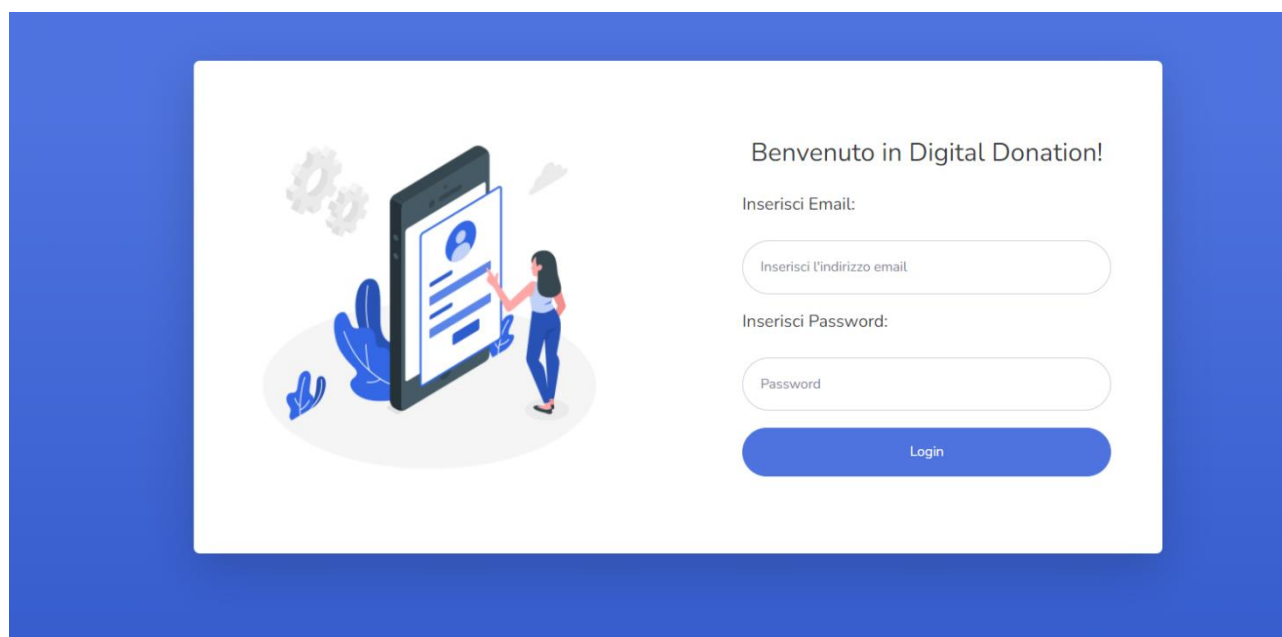 Benvenuto in Digital Donation!
Inserisci Email:
Inserisci l'indirizzo email
Inserisci Password:
Password
Login